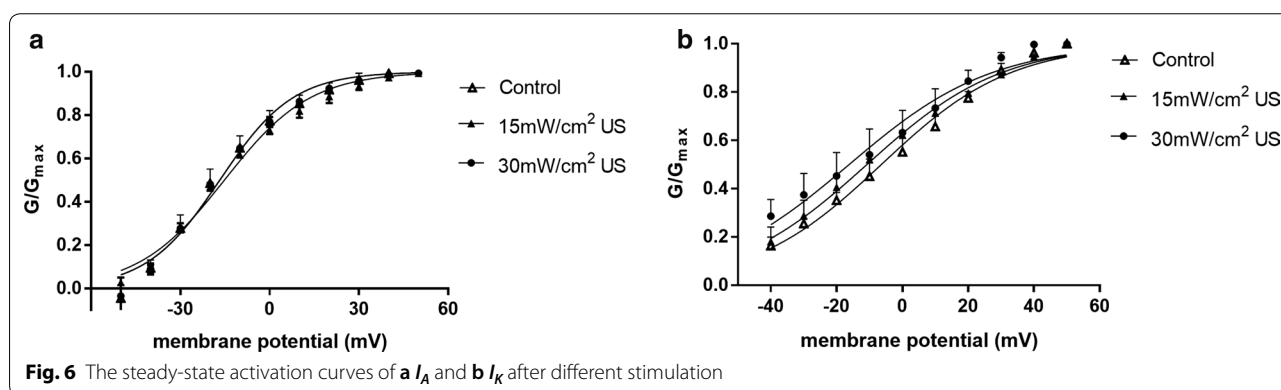 a
1.0
0.8
0.6
0.4
0.2
0.0
G/Gmax
-30
0
30
60
membrane potential (mV)
Control
15mW/cm² US
30mW/cm² US
b
1.0
0.8
0.6
0.4
0.2
0.0
G/Gmax
-40
-20
0
20
40
60
membrane potential (mV)
Control
15mW/cm² US
30mW/cm² US
Fig. 6 The steady-state activation curves of a IA and b IK after different stimulation